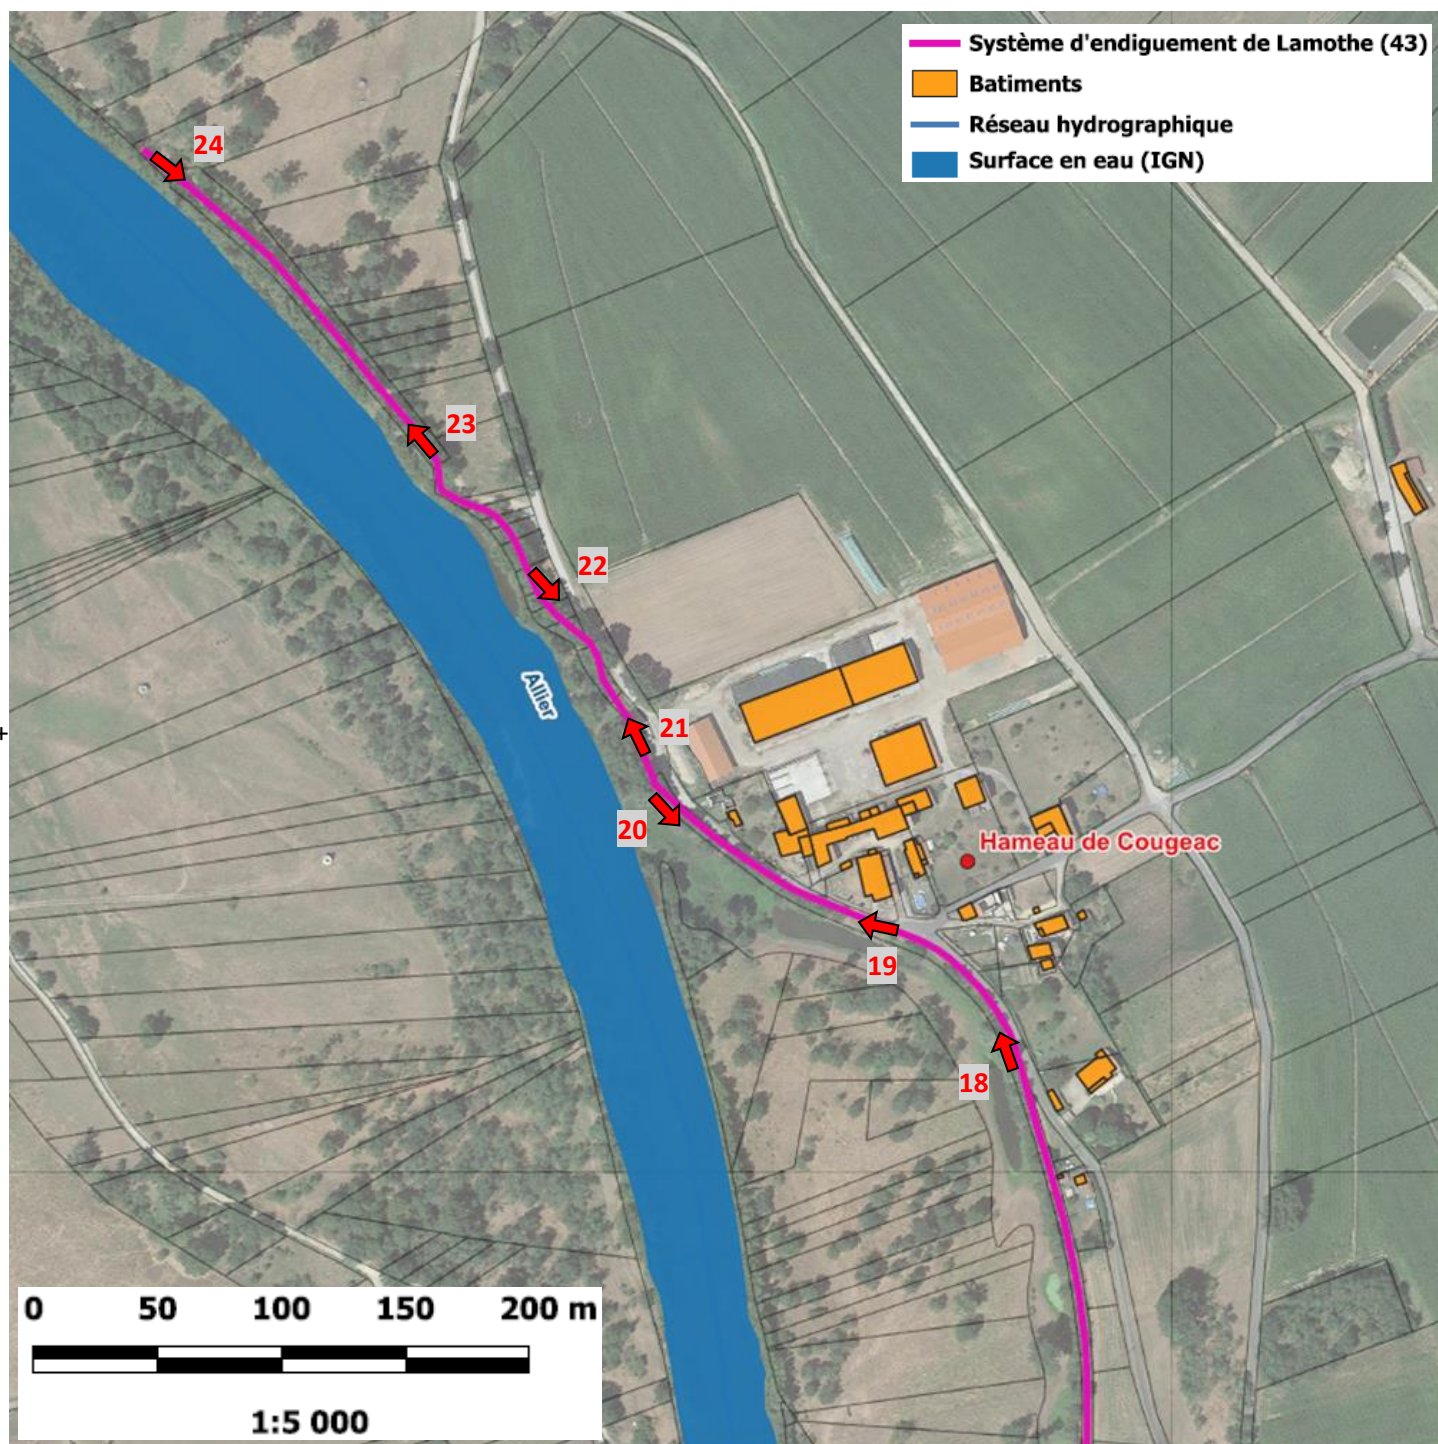 Système d'endiguement de Lamothe (43)
Batiments
Réseau hydrographique
Surface en eau (IGN)
24
23
22
Allier
21
+
20
Hameau de Cougeac
19
18
0 50 100 150 200 m
1:5 000